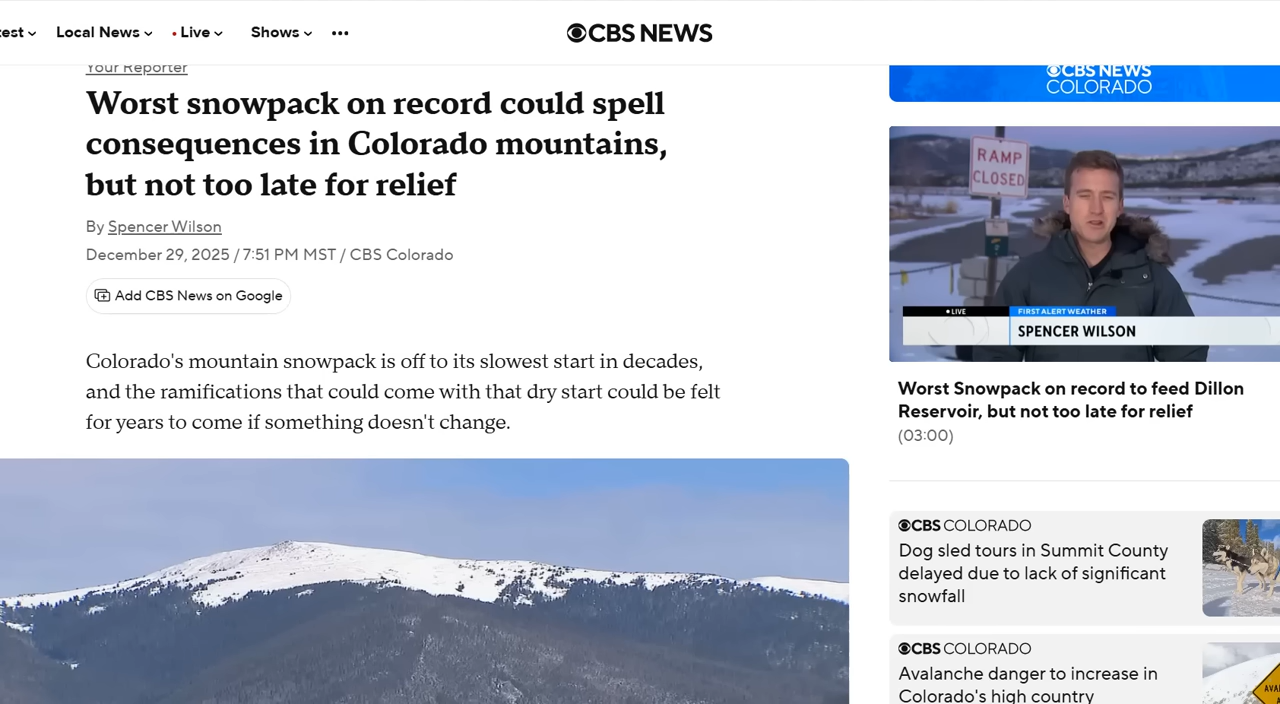 Local News
Live
Shows
CBS NEWS
Your Reporter
Worst snowpack on record could spell
consequences in Colorado mountains,
but not too late for relief
By Spencer Wilson
December 29, 2025 / 7:51 PM MST / CBS Colorado
Add CBS News on Google
Colorado's mountain snowpack is off to its slowest start in decades,
and the ramifications that could come with that dry start could be felt
for years to come if something doesn't change.
CBS NEWS
COLORADO
RAMP
CLOSED
LIVE
FIRST ALERT WEATHER
SPENCER WILSON
Worst Snowpack on record to feed Dillon
Reservoir, but not too late for relief
(03:00)
CBS COLORADO
Dog sled tours in Summit County
delayed due to lack of significant
snowfall
CBS COLORADO
Avalanche danger to increase in
Colorado's high country